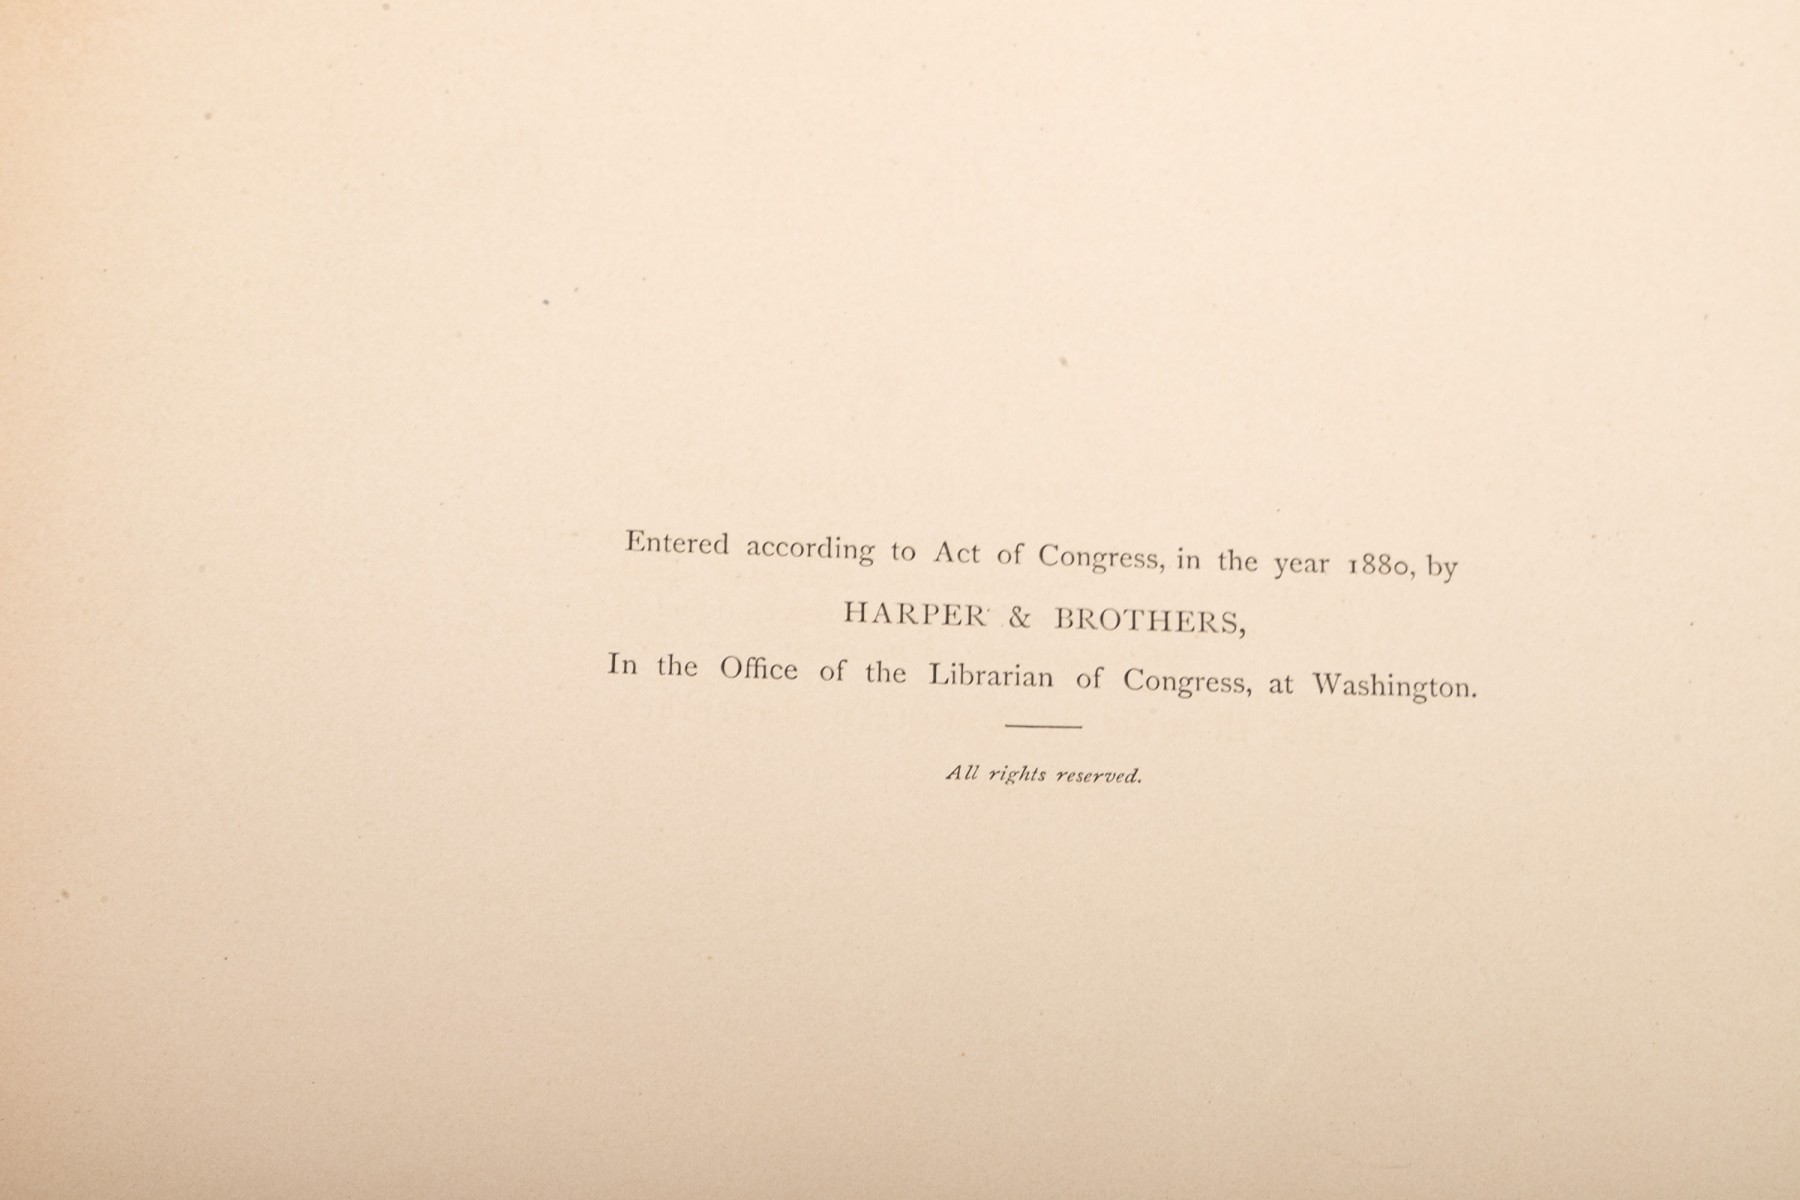 Entered according to Act of Congress, in the year 1880, by
HARPER & BROTHERS,
In the Office of the Librarian of Congress, at Washington.
All rights reserved.